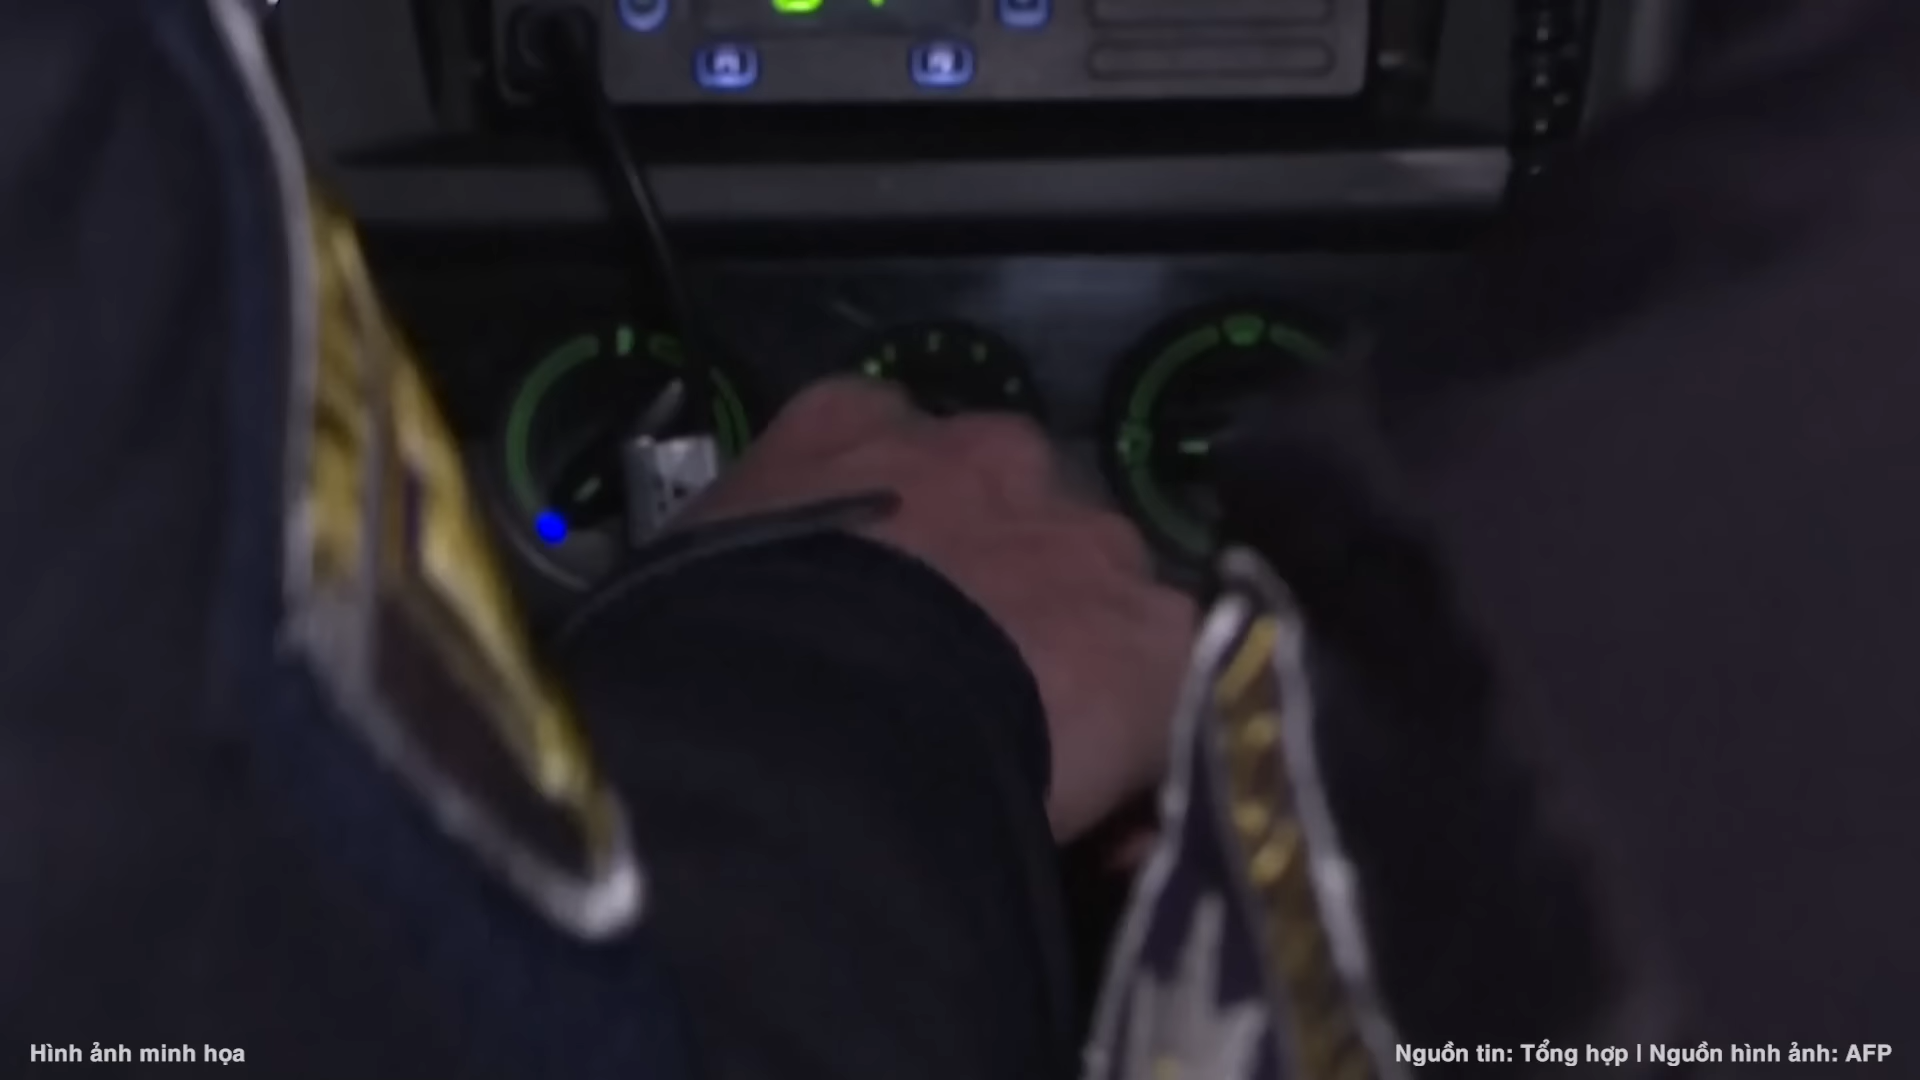 Hình ảnh minh họa
Nguồn tin: Tổng hợp | Nguồn hình ảnh: AFP